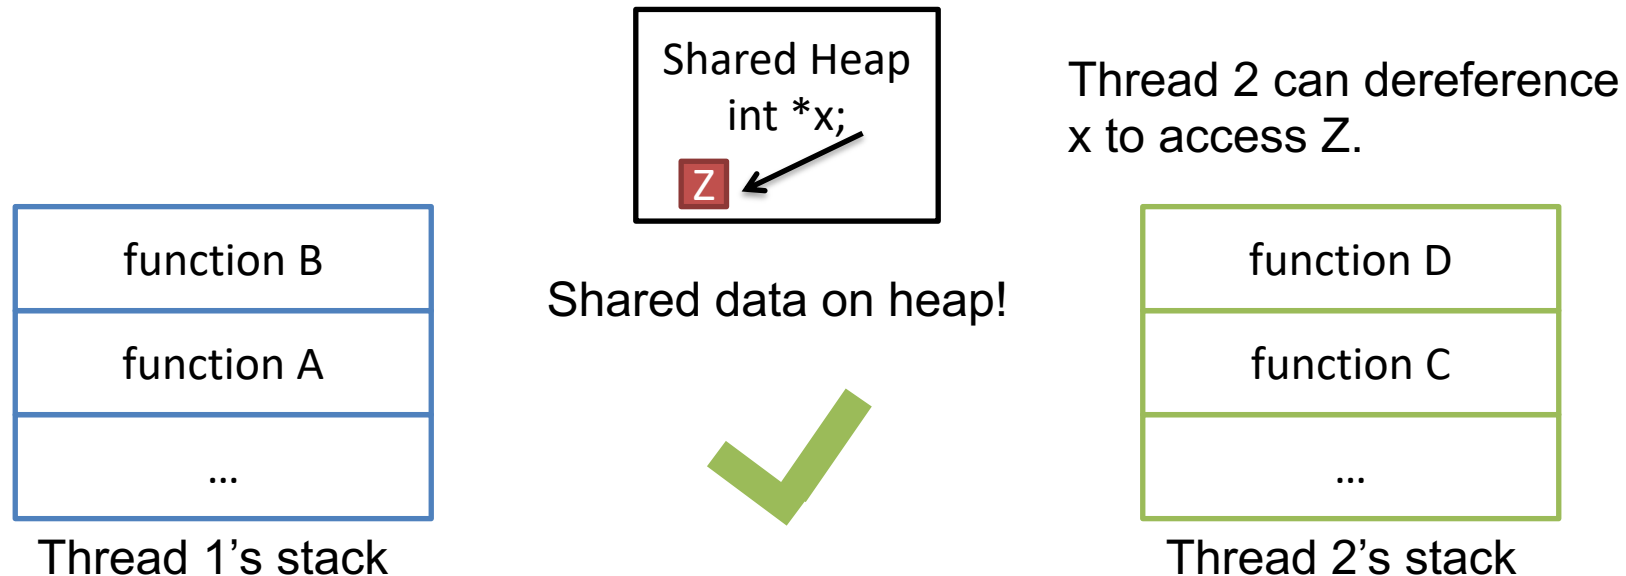 Shared Heap
int *x;
Z
Thread 2 can dereference
x to access Z.
Shared data on heap!
function B
function A
...
Thread 1’s stack
function D
function C
...
Thread 2’s stack